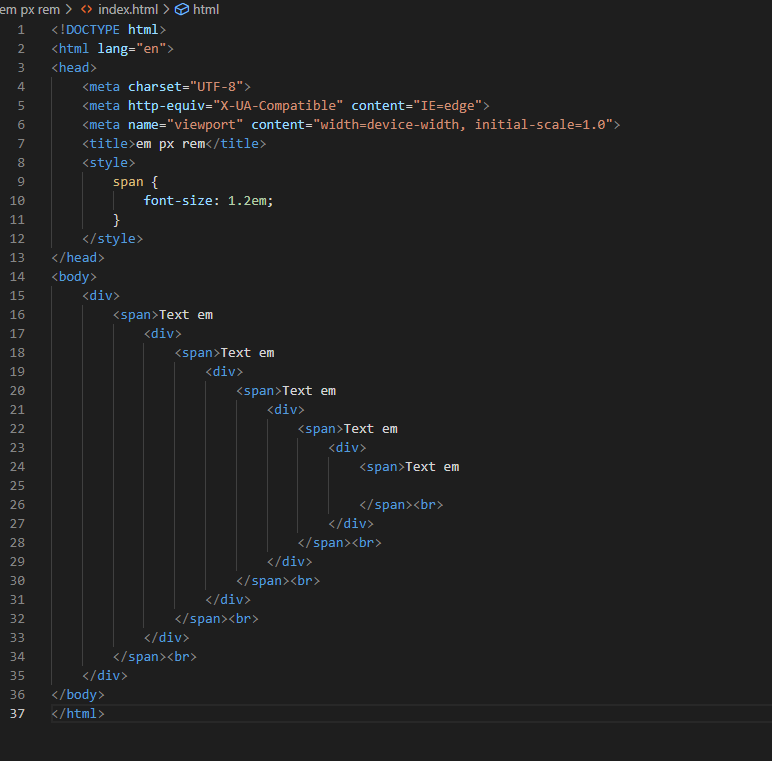 em px rem > <> index.html > html
1 <!DOCTYPE html>
2 <html lang="en">
3 <head>
4     <meta charset="UTF-8">
5     <meta http-equiv="X-UA-Compatible" content="IE=edge">
6     <meta name="viewport" content="width=device-width, initial-scale=1.0">
7     <title>em px rem</title>
8     <style>
9         span {
10             font-size: 1.2em;
11         }
12     </style>
13 </head>
14 <body>
15     <div>
16         <span>Text em
17             <div>
18                 <span>Text em
19                     <div>
20                         <span>Text em
21                             <div>
22                                 <span>Text em
23                                     <div>
24                                         <span>Text em
25
26                                         </span><br>
27                                     </div>
28                                 </span><br>
29                             </div>
30                         </span><br>
31                     </div>
32                 </span><br>
33             </div>
34         </span><br>
35     </div>
36 </body>
37 </html>